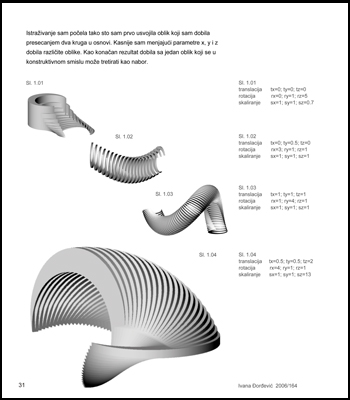 Istraživanje sam počela tako sto sam prvo usvojila oblik koji sam dobila
presecanjem dva kruga u osnovi. Kasnije sam menjajući parametre x, y i z
dobila različite oblike. Kao konačan rezultat dobila sa jedan oblik koji se u
konstruktivnom smislu može tretirati kao nabor.
Sl. 1.01
Sl. 1.01
translacija tx=0; ty=0; tz=0
rotacija rx=0; ry=1; rz=5
skaliranje sx=1; sy=1; sz=0.7
Sl. 1.02
Sl. 1.02
translacija tx=0; ty=0.5; tz=0
rotacija rx=3; ry=1; rz=1
skaliranje sx=1; sy=1; sz=1
Sl. 1.03
Sl. 1.03
translacija tx=1; ty=1; tz=1
rotacija rx=1; ry=4; rz=1
skaliranje sx=1; sy=1; sz=1
Sl. 1.04
Sl. 1.04
translacija tx=0.5; ty=0.5; tz=2
rotacija rx=4; ry=1; rz=1
skaliranje sx=1; sy=1; sz=13
31
Ivana Đorđević 2006/164